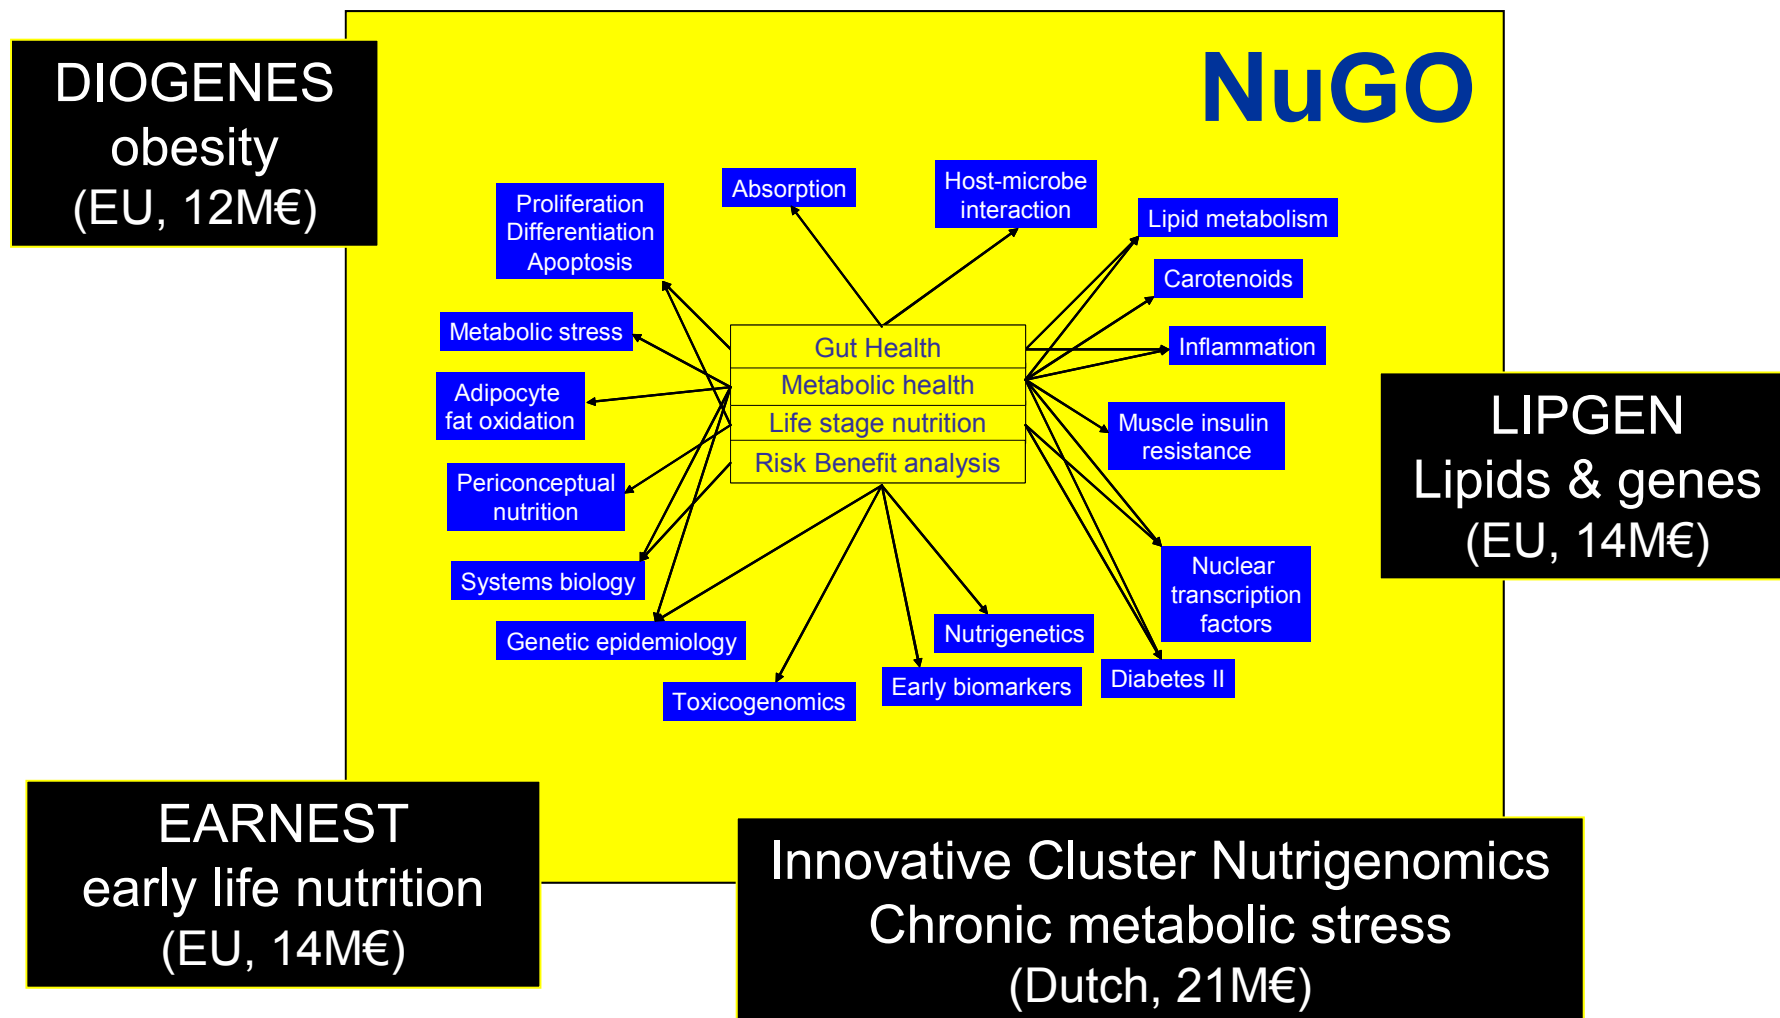 DIOGENES
obesity
(EU, 12M€)
NuGO
Proliferation
Differentiation
Apoptosis
Absorption
Host-microbe
interaction
Lipid metabolism
Carotenoids
Metabolic stress
Inflammation
Gut Health
Metabolic health
Life stage nutrition
Risk Benefit analysis
Adipocyte
fat oxidation
Muscle insulin
resistance
LIPGEN
Lipids & genes
(EU, 14M€)
Periconceptual
nutrition
Systems biology
Nuclear
transcription
factors
Genetic epidemiology
Nutrigenetics
Toxicogenomics
Early biomarkers
Diabetes II
EARNEST
early life nutrition
(EU, 14M€)
Innovative Cluster Nutrigenomics
Chronic metabolic stress
(Dutch, 21M€)